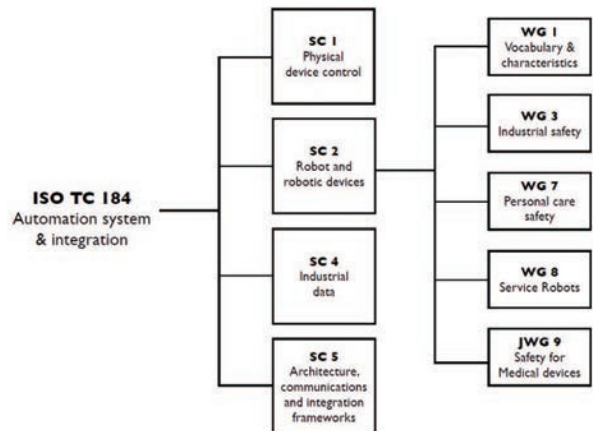 ISO TC 184
Automation system
& integration
SC 1
Physical
device control
SC 2
Robot and
robotic devices
SC 4
Industrial
data
SC 5
Architecture,
communications
and integration
frameworks
WG 1
Vocabulary &
characteristics
WG 3
Industrial safety
WG 7
Personal care
safety
WG 8
Service Robots
JWG 9
Safety for
Medical devices